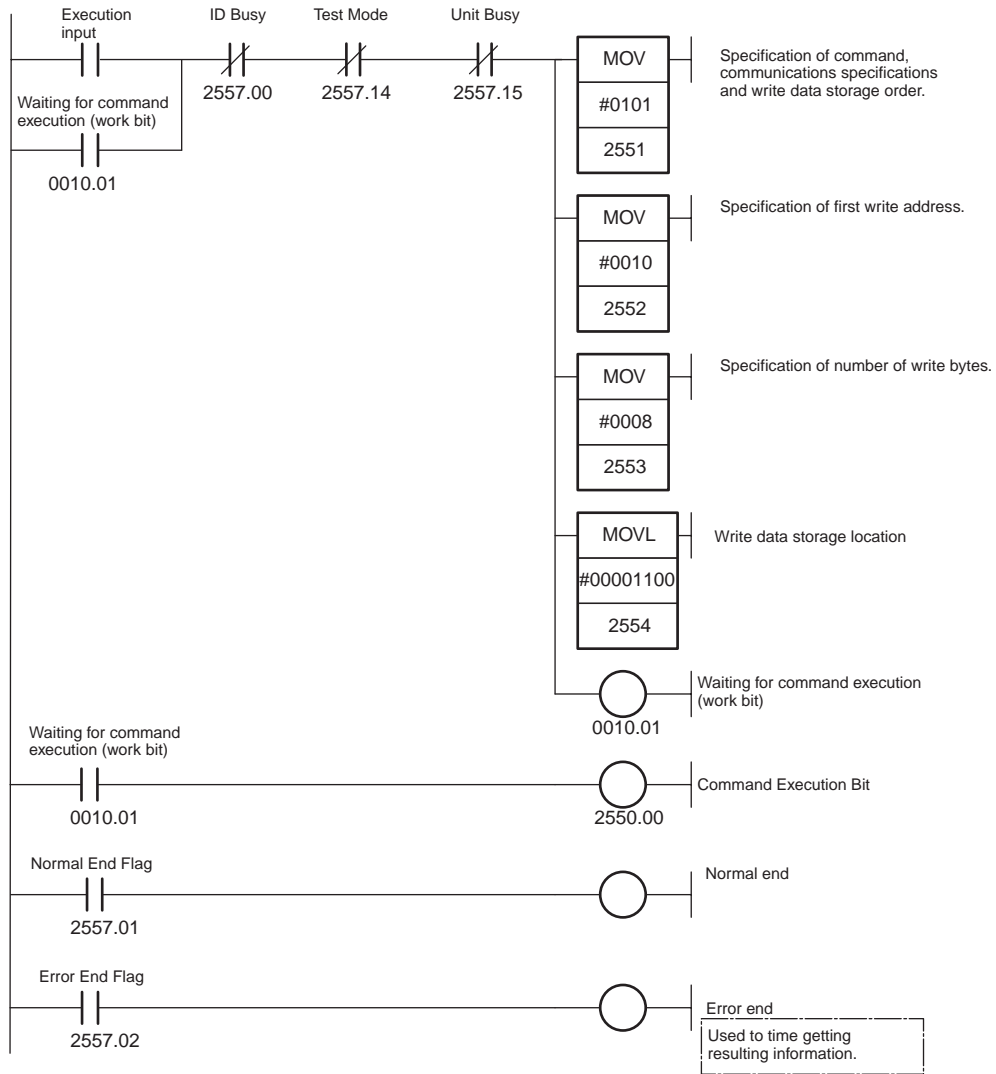 Execution
input
ID Busy
Test Mode
Unit Busy
2557.00
2557.14
2557.15
MOV
#0101
2551
Specification of command,
communications specifications
and write data storage order.
Waiting for command
execution (work bit)
0010.01
MOV
#0010
2552
Specification of first write address.
MOV
#0008
2553
Specification of number of write bytes.
MOVL
#00001100
2554
Write data storage location
Waiting for command execution
(work bit)
0010.01
Waiting for command
execution (work bit)
0010.01
2550.00
Command Execution Bit
Normal End Flag
2557.01
Normal end
Error End Flag
2557.02
Error end
Used to time getting
resulting information.